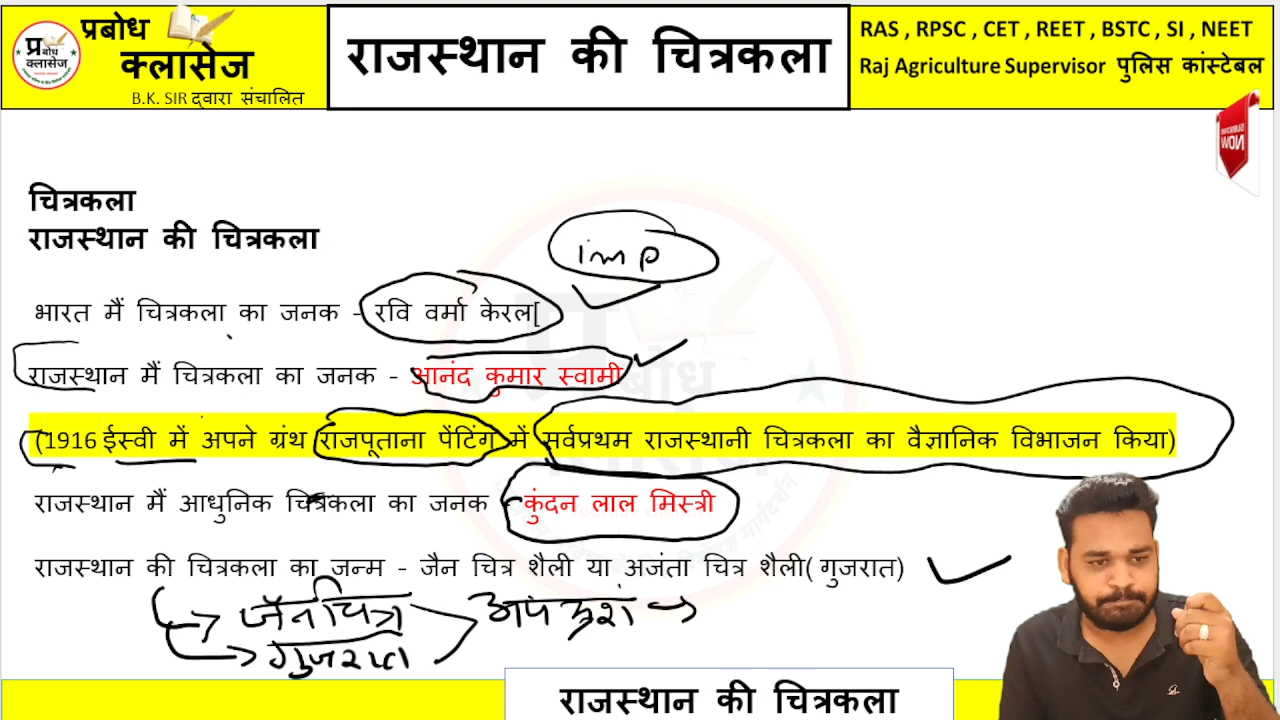 प्रबोध
क्लासेज
B.K. SIR द्वारा संचालित
राजस्थान की चित्रकला
RAS , RPSC , CET , REET , BSTC , SI , NEET
Raj Agriculture Supervisor पुलिस कांस्टेबल
चित्रकला
राजस्थान की चित्रकला
imp
भारत मैं चित्रकला का जनक - रवि वर्मा केरल[
राजस्थान मैं चित्रकला का जनक - आनंद कुमार स्वामी
(1916 ईस्वी में अपने ग्रंथ राजपूताना पेंटिंग में सर्वप्रथम राजस्थानी चित्रकला का वैज्ञानिक विभाजन किया)
राजस्थान मैं आधुनिक चित्रकला का जनक - कुंदन लाल मिस्त्री
राजस्थान की चित्रकला का जन्म - जैन चित्र शैली या अजंता चित्र शैली( गुजरात)
जैनचित्र
गुजरात
राजस्थान की चित्रकला